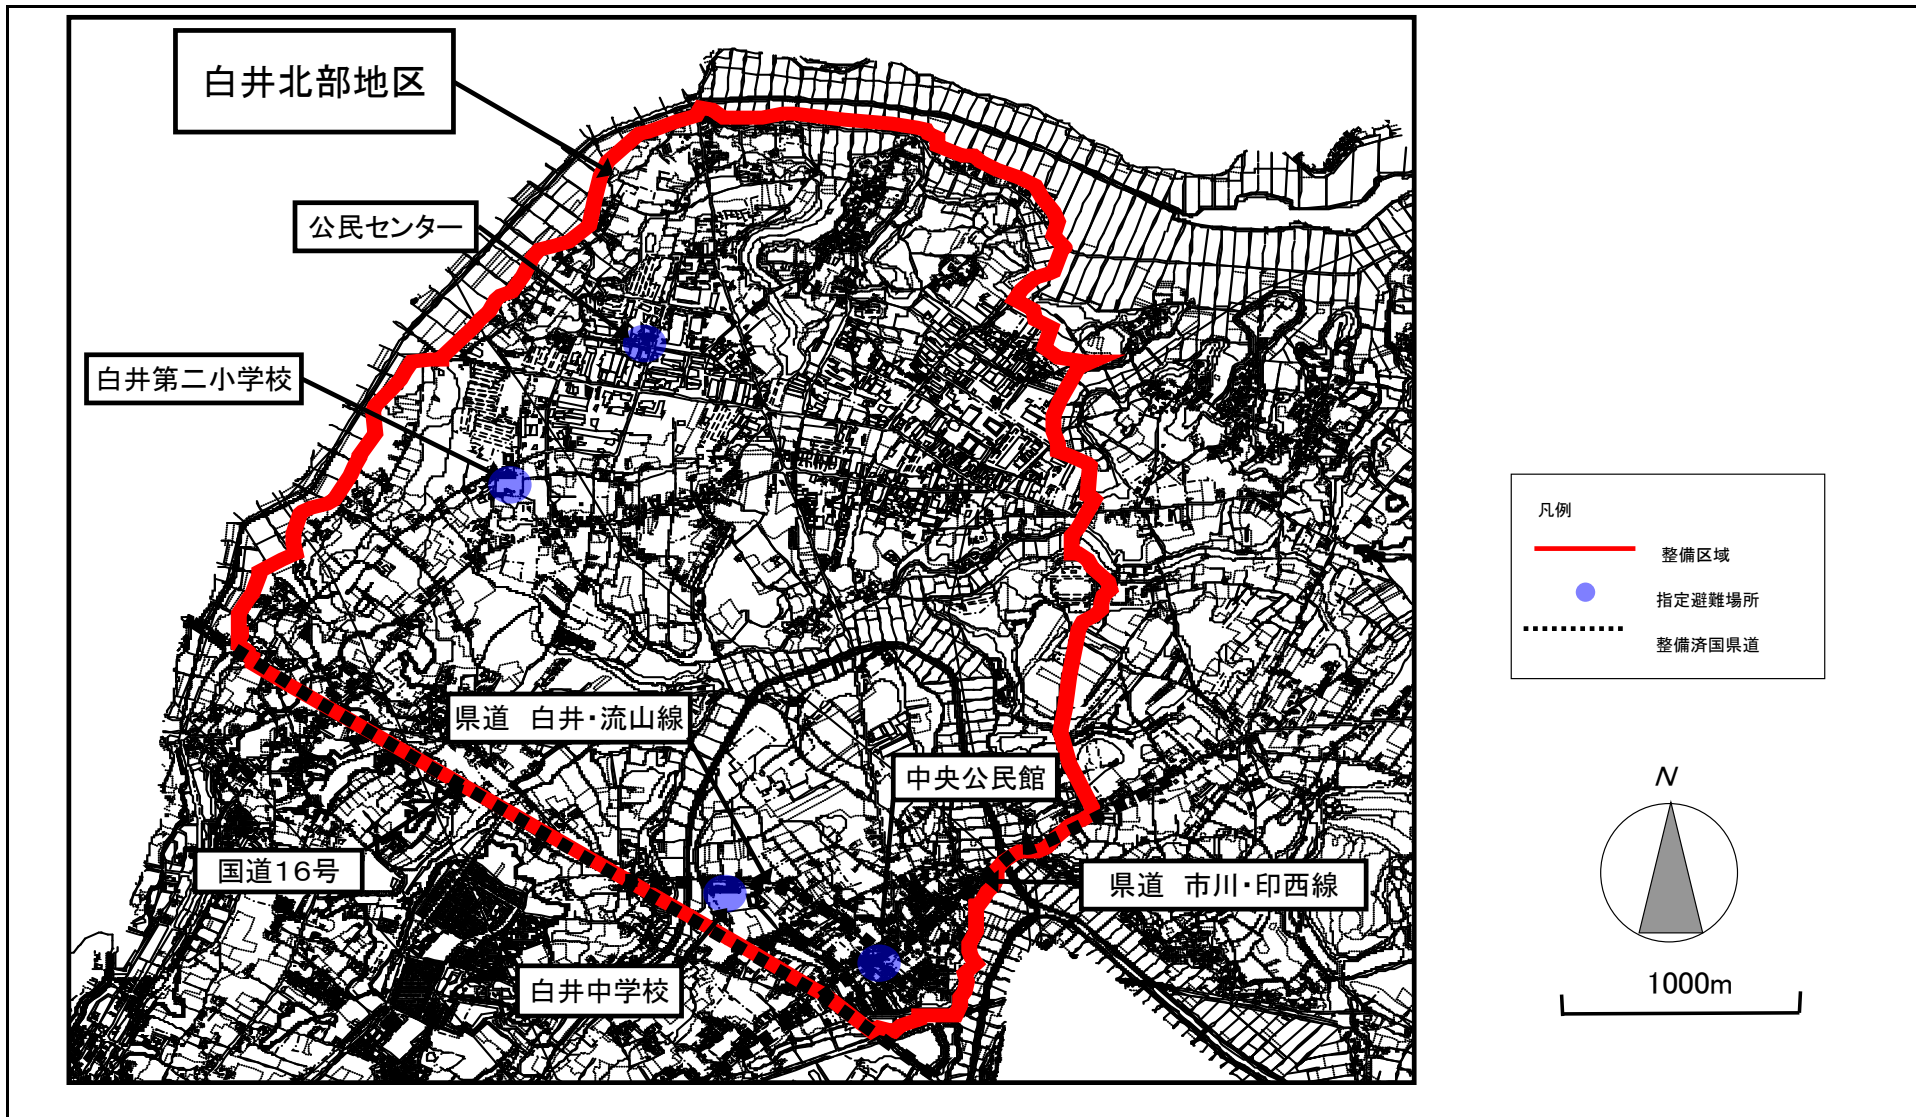 白井北部地区
公民センター
白井第二小学校
県道 白井・流山線
中央公民館
国道16号
県道 市川・印西線
白井中学校
凡例
整備区域
指定避難場所
整備済国県道
N
1000m